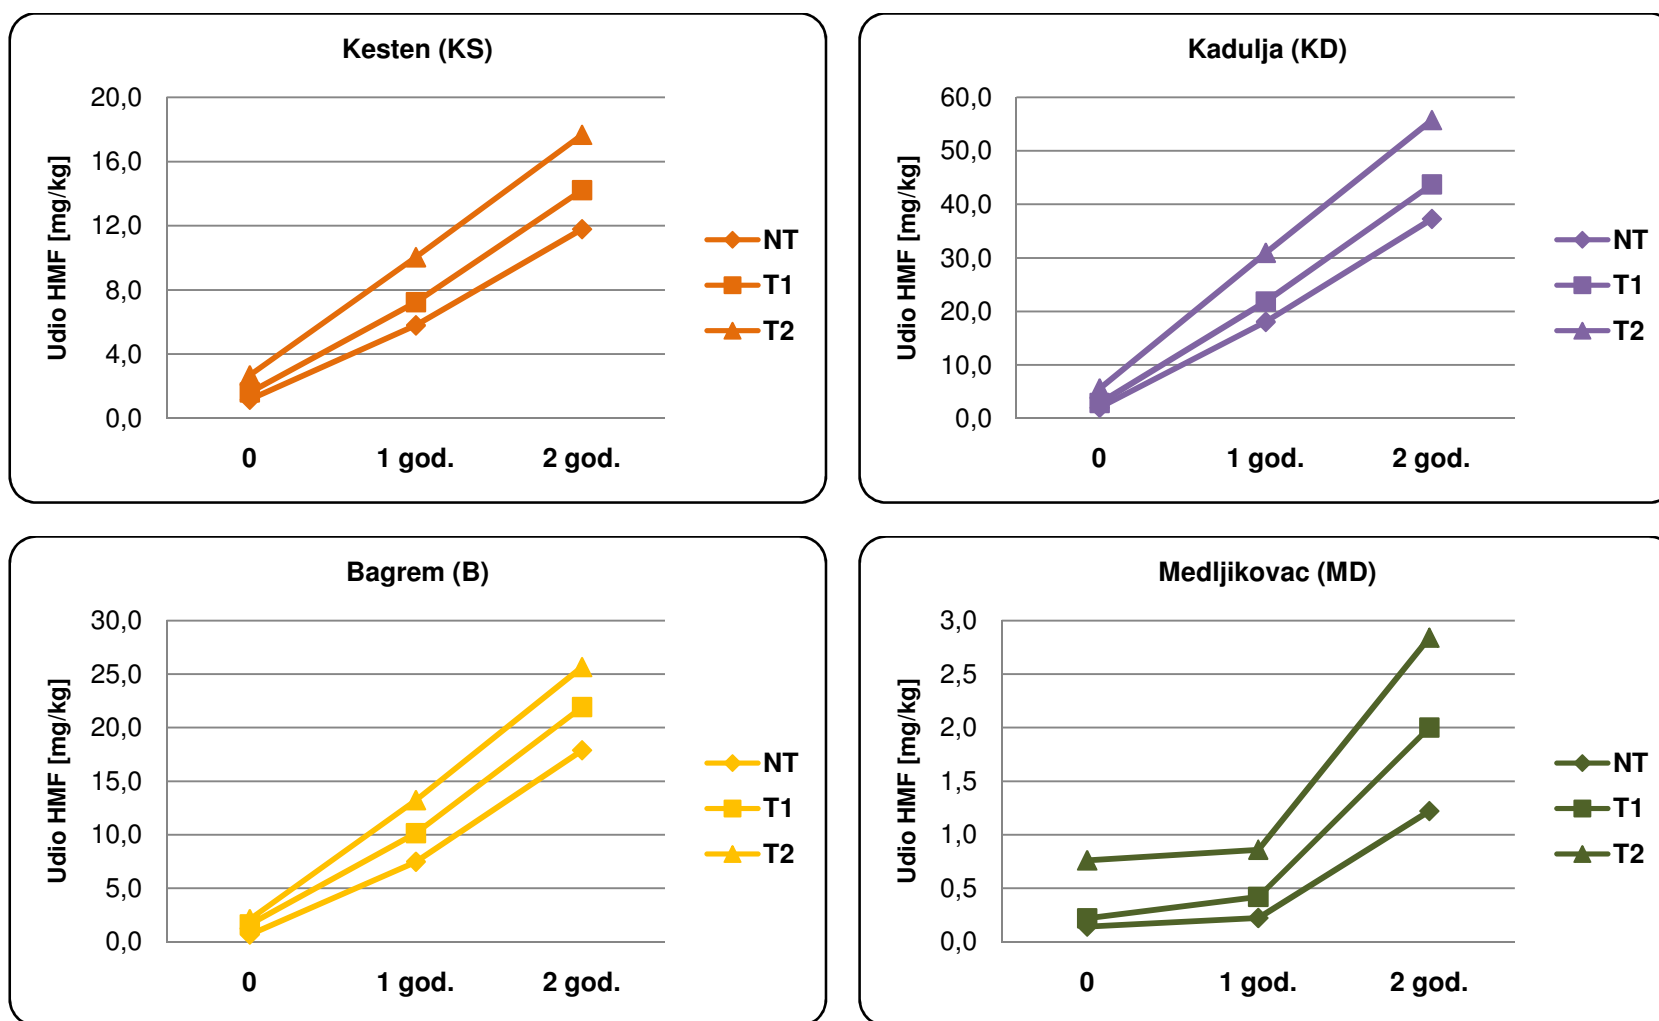 Kesten (KS)
Udio HMF [mg/kg]
20,0
16,0
12,0
8,0
4,0
0,0
0 1 god. 2 god.
NT
T1
T2
Kadulja (KD)
Udio HMF [mg/kg]
60,0
50,0
40,0
30,0
20,0
10,0
0,0
0 1 god. 2 god.
NT
T1
T2
Bagrem (B)
Udio HMF [mg/kg]
30,0
25,0
20,0
15,0
10,0
5,0
0,0
0 1 god. 2 god.
NT
T1
T2
Medljikovac (MD)
Udio HMF [mg/kg]
3,0
2,5
2,0
1,5
1,0
0,5
0,0
0 1 god. 2 god.
NT
T1
T2